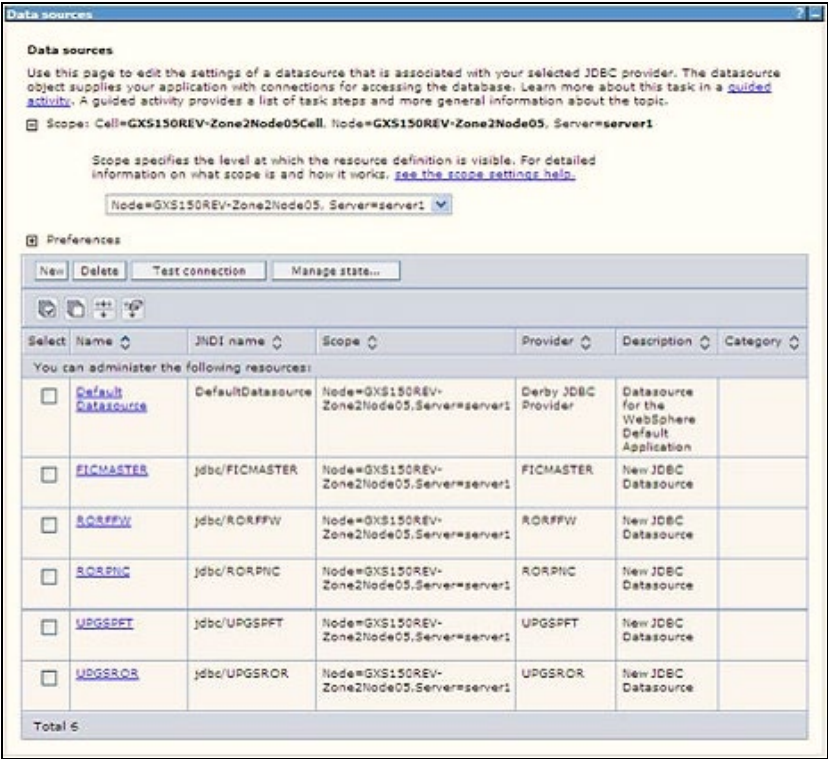 Data sources
?
Data sources
Use this page to edit the settings of a datasource that is associated with your selected JDBC provider. The datasource
object supplies your application with connections for accessing the database. Learn more about this task in a guided
activity. A guided activity provides a list of task steps and more general information about the topic.
Scope: Cell=GXS150REV-Zone2Node05Cell, Node=GXS150REV-Zone2Node05, Server=server1
Scope specifies the level at which the resource definition is visible. For detailed
information on what scope is and how it works, see the scope settings help.
Node=GXS150REV-Zone2Node05, Server=server1
Preferences
New Delete Test connection Manage state...
Select Name JNDI name Scope Provider Description Category
You can administer the following resources:
Default DefaultDatasource Node=GXS150REV- Derby JDBC Datasource
Datasource Zone2Node05,Server=server1 Provider for the
WebSphere
Default
Application
FICMASTER jdbc/FICMASTER Node=GXS150REV- FICMASTER New JDBC
Zone2Node05,Server=server1 Datasource
RORFFW jdbc/RORFFW Node=GXS150REV- RORFFW New JDBC
Zone2Node05,Server=server1 Datasource
RORPNC jdbc/RORPNC Node=GXS150REV- RORPNC New JDBC
Zone2Node05,Server=server1 Datasource
UPGSPFT jdbc/UPGSPFT Node=GXS150REV- UPGSPFT New JDBC
Zone2Node05,Server=server1 Datasource
UPGSROR jdbc/UPGSROR Node=GXS150REV- UPGSROR New JDBC
Zone2Node05,Server=server1 Datasource
Total 6